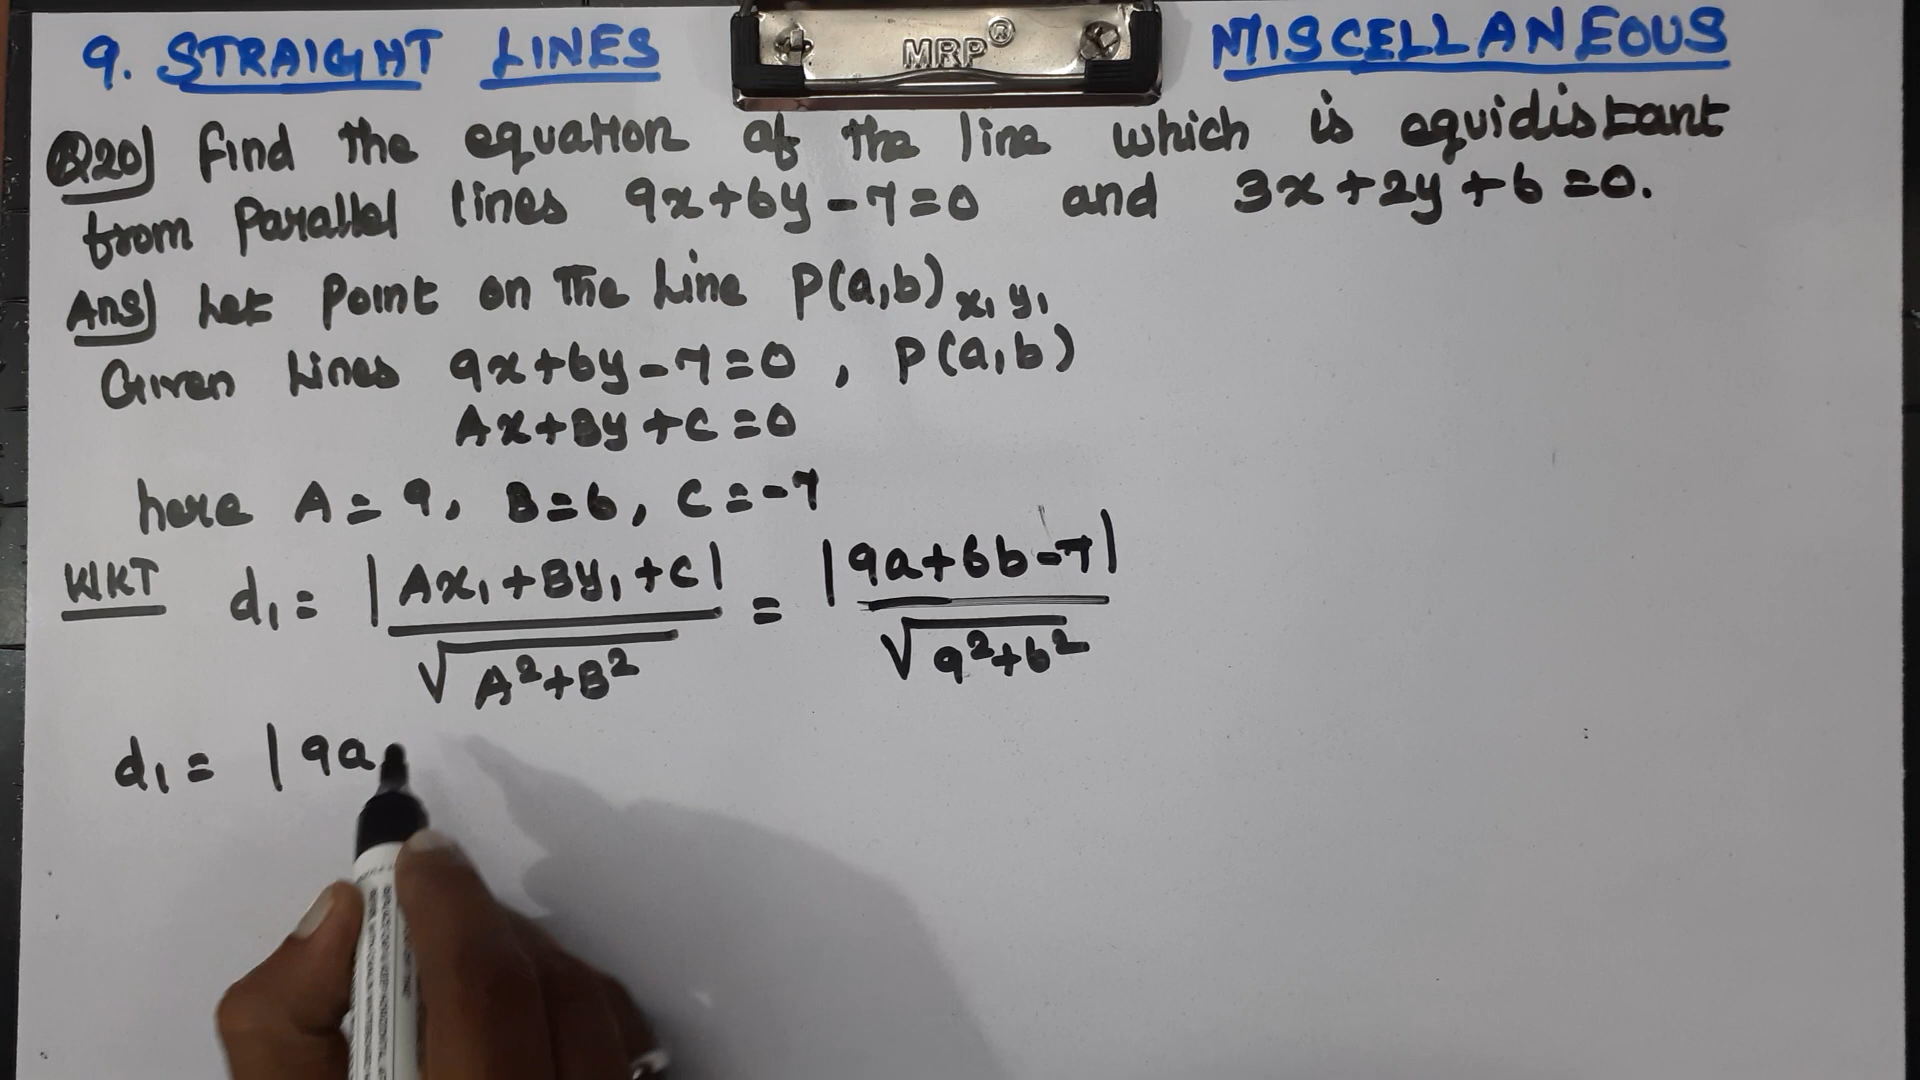 9. STRAIGHT LINES
MRP®
MISCELLANEOUS
Q20) Find the equation of the line which is equidistant
from parallel lines 9x+6y-7=0 and 3x+2y+6=0.
Ans) Let Point on the Line P(a,b) x₁ y₁
Given Lines 9x+6y-7=0, P(a,b)
Ax+By+C=0
here A=9, B=6, C=-7
WKT d₁ = |Ax₁+By₁+C| / √A²+B² = |9a+6b-7| / √9²+6²
d₁ = |9a